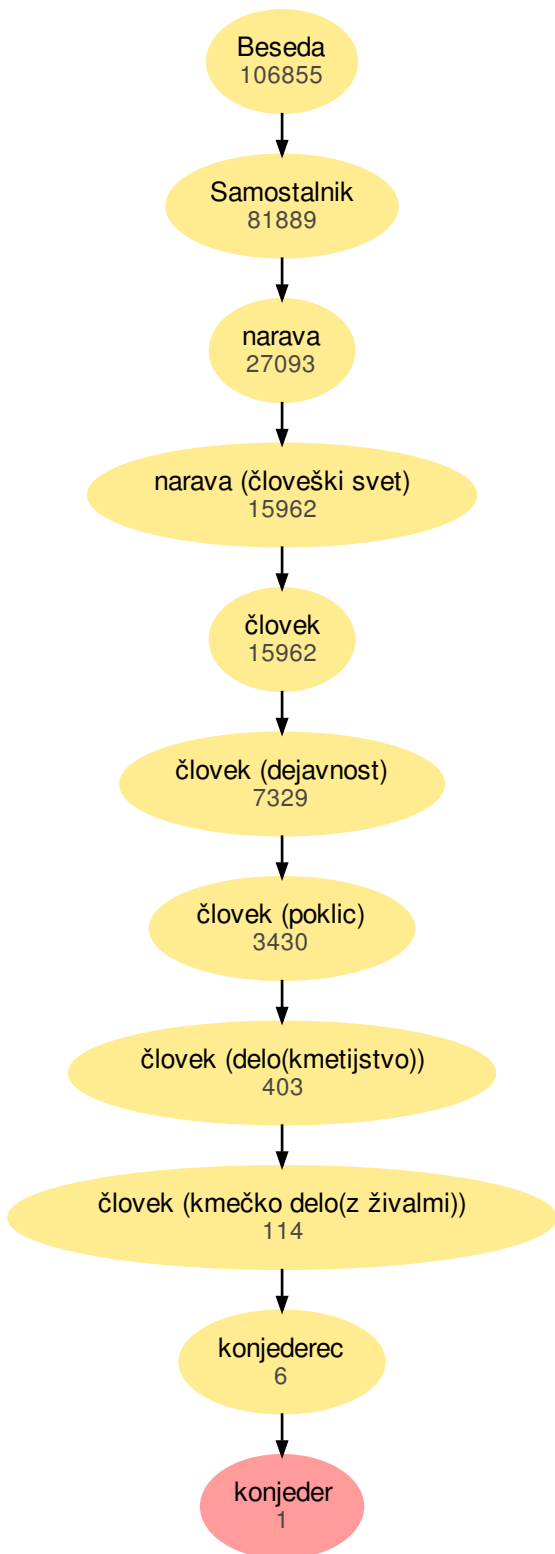 Beseda
106855
Samostalnik
81889
narava
27093
narava (človeški svet)
15962
človek
15962
človek (dejavnost)
7329
človek (poklic)
3430
človek (delo(kmetijstvo))
403
človek (kmečko delo(z živalmi))
114
konjederec
6
konjeder
1